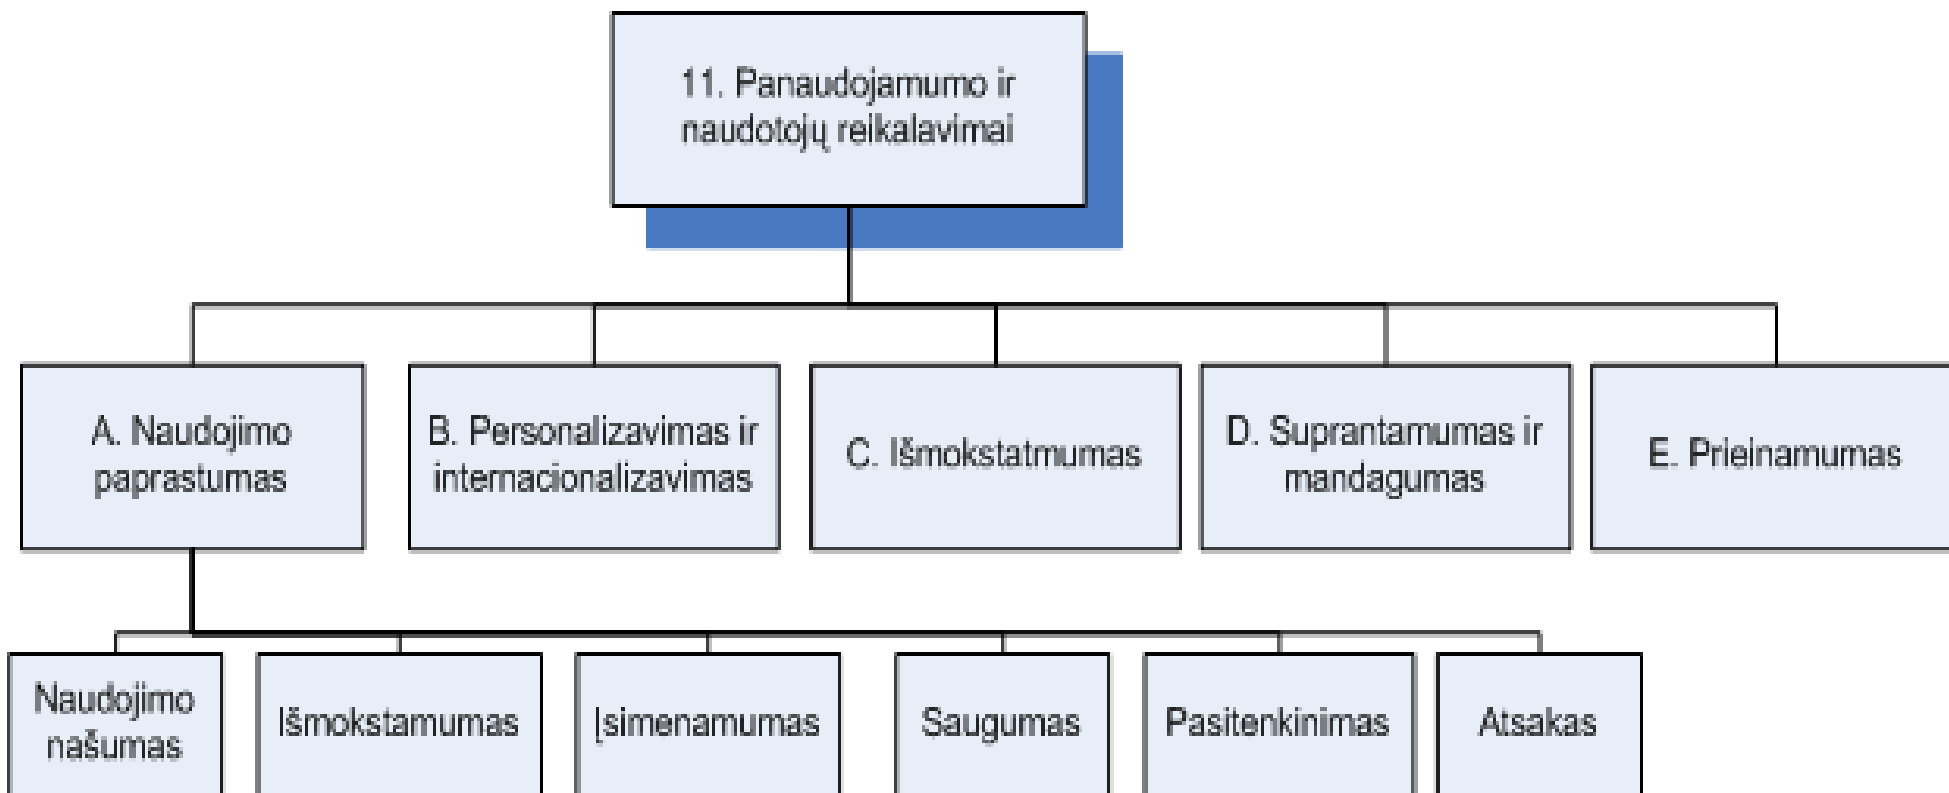 11. Panaudojamumo ir
naudotojų reikalavimai
A. Naudojimo
paprastumas
B. Personalizavimas ir
internacionalizavimas
C. Išmokstatmumas
D. Suprantamumas ir
mandagumas
E. Prieinamumas
Naudojimo
našumas
Išmokstamumas
Įsimenamumas
Saugumas
Pasitenkinimas
Atsakas